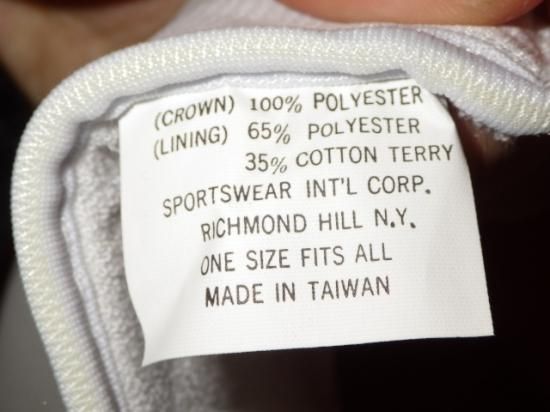 (CROWN) 100% POLYESTER
(LINING) 65% POLYESTER
35% COTTON TERRY
SPORTSWEAR INT'L CORP.
RICHMOND HILL N.Y.
ONE SIZE FITS ALL
MADE IN TAIWAN